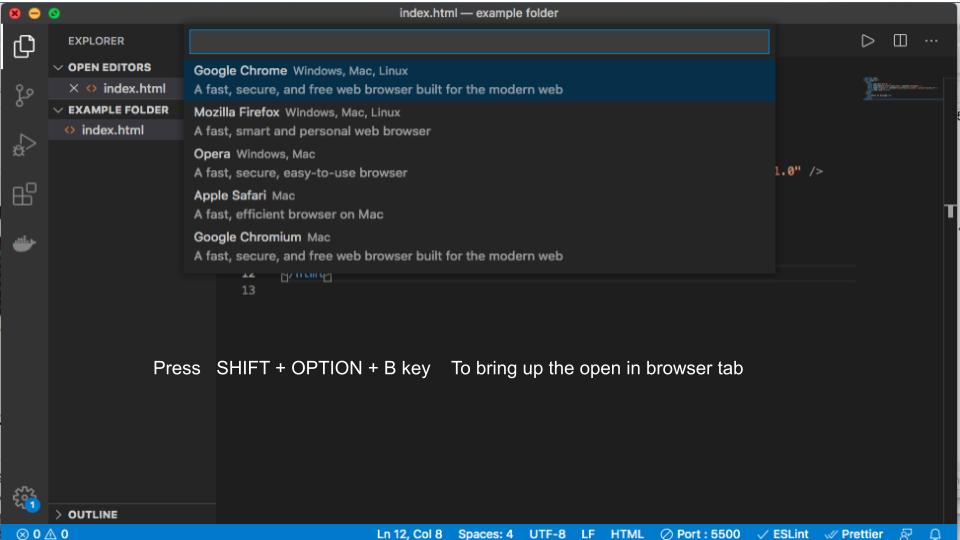 index.html — example folder
EXPLORER
OPEN EDITORS
index.html
EXAMPLE FOLDER
index.html
Google Chrome Windows, Mac, Linux
A fast, secure, and free web browser built for the modern web
Mozilla Firefox Windows, Mac, Linux
A fast, smart and personal web browser
Opera Windows, Mac
A fast, secure, easy-to-use browser
Apple Safari Mac
A fast, efficient browser on Mac
Google Chromium Mac
A fast, secure, and free web browser built for the modern web
1.0" />
12 </html>
13
Press SHIFT + OPTION + B key To bring up the open in browser tab
1
OUTLINE
0 0 Ln 12, Col 8 Spaces: 4 UTF-8 LF HTML Port : 5500 ESLint Prettier